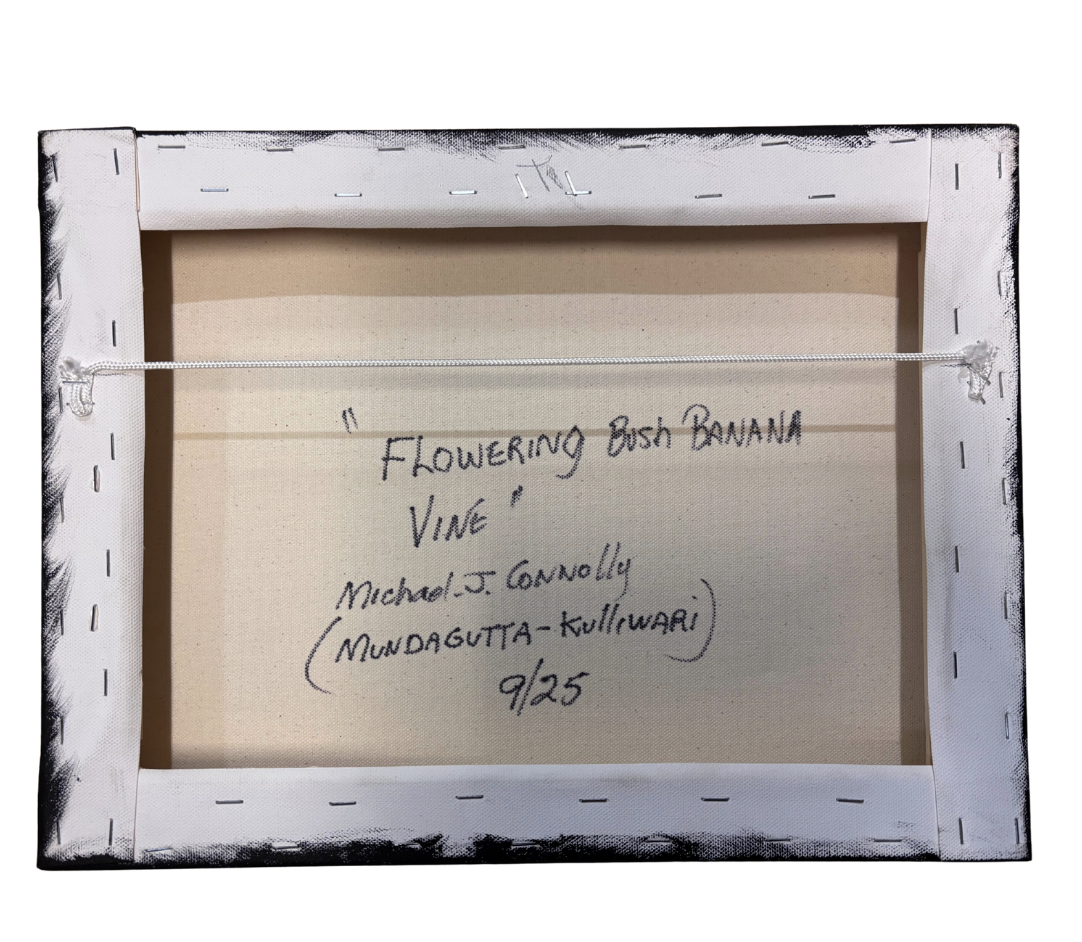 "FLOWERING BUSH BANANA
VINE"
Michael. J. CONNOlly
(MUNDAGUTTA-KulliWARi)
9/25